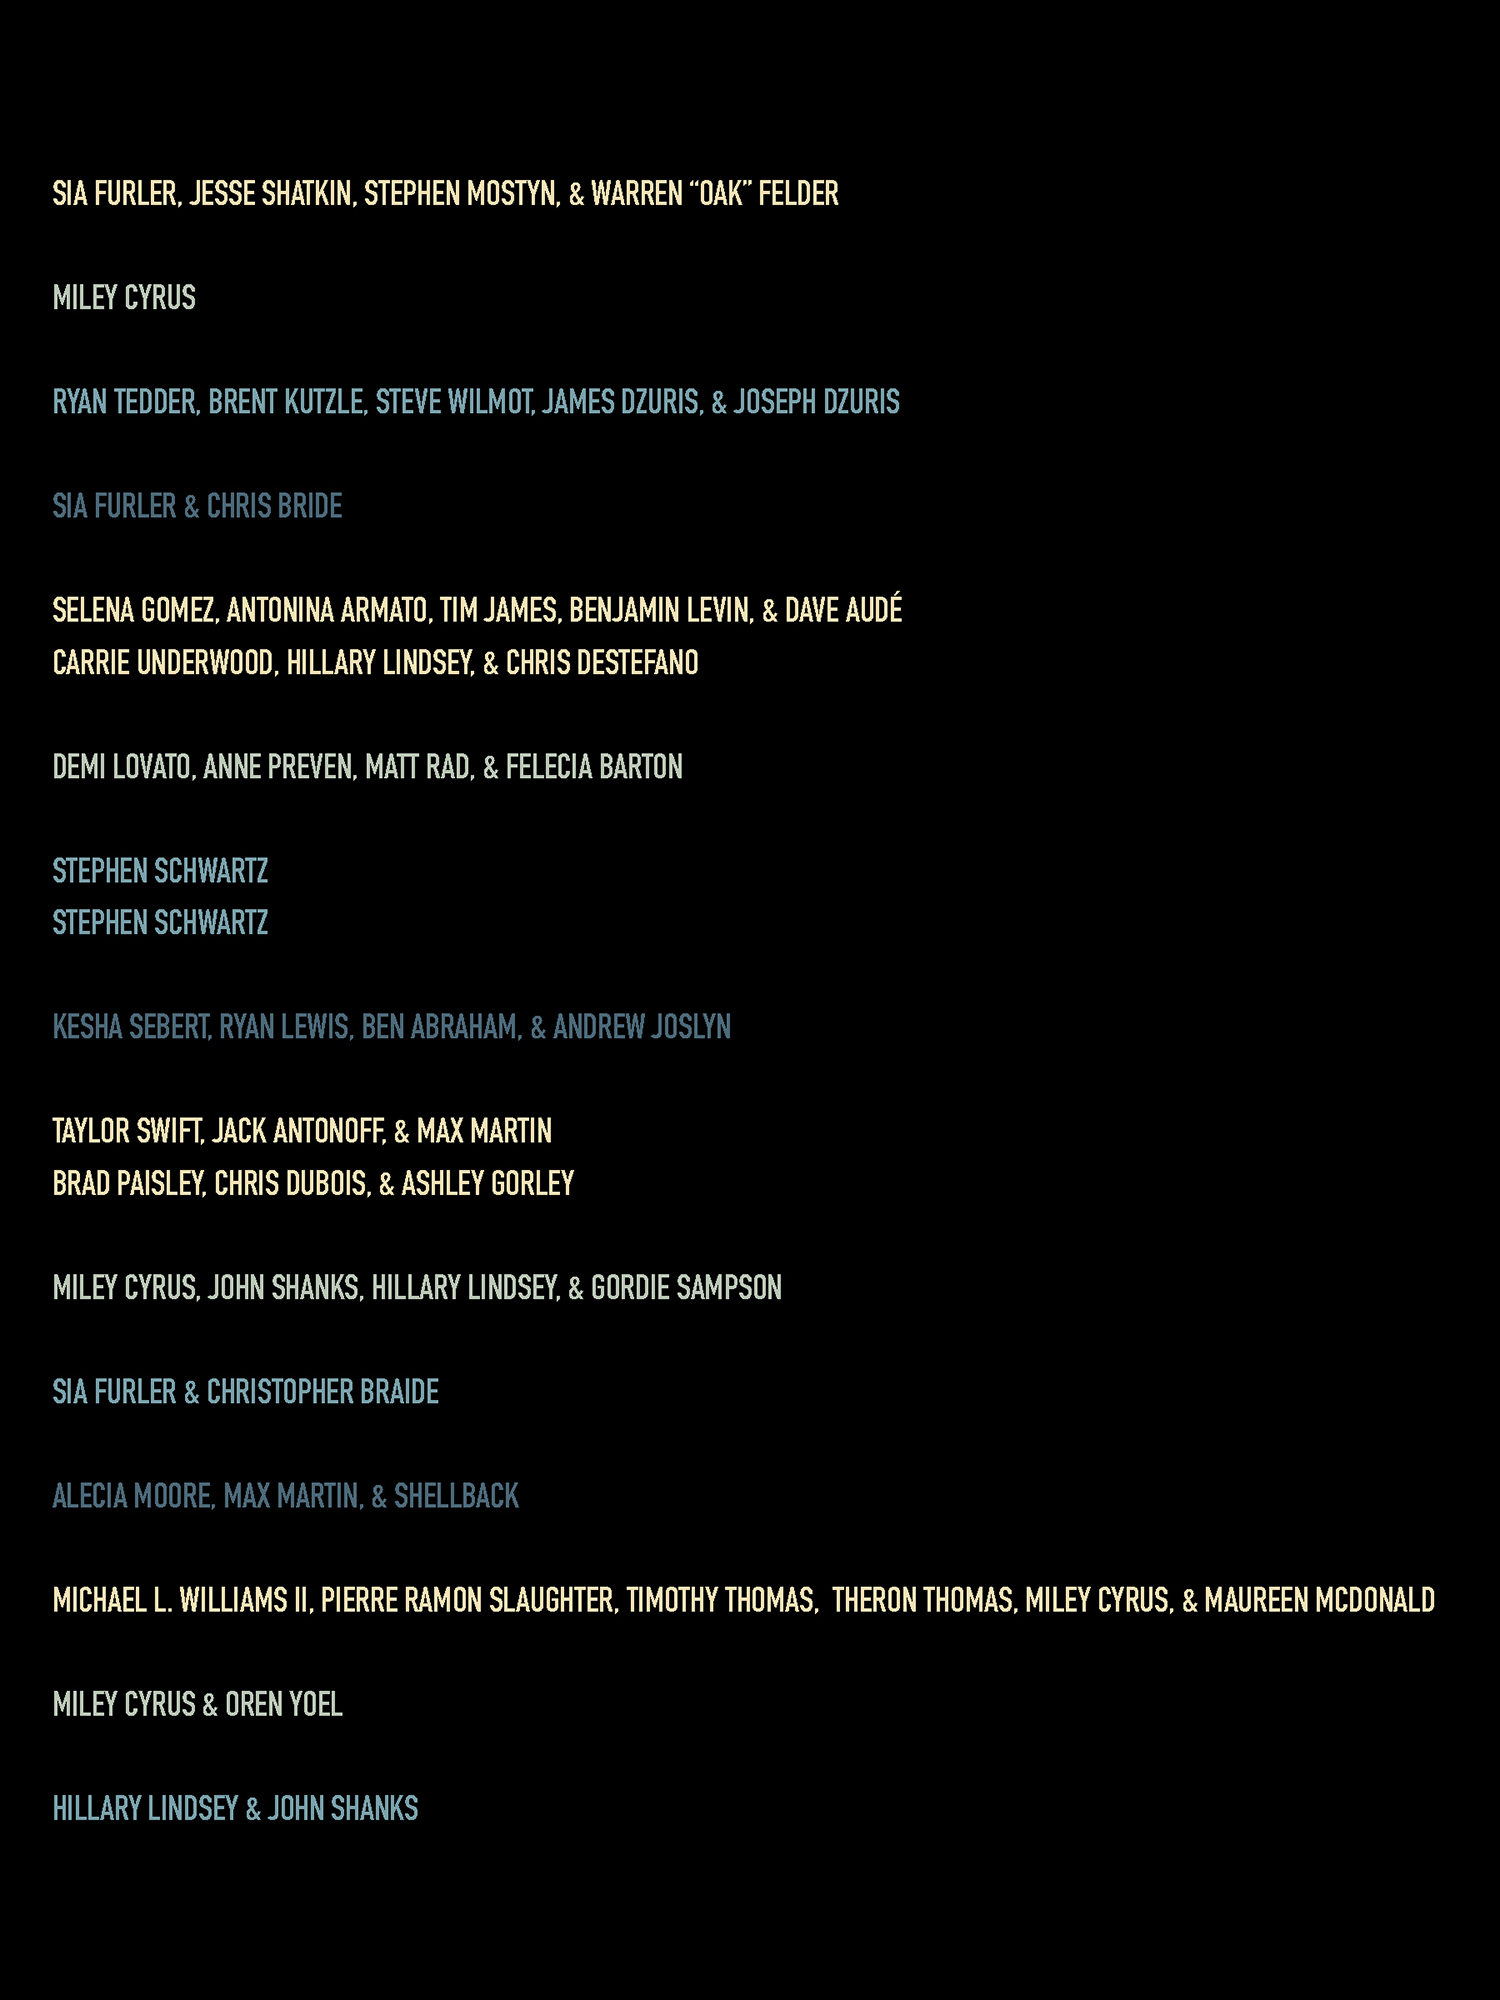 SIA FURLER, JESSE SHATKIN, STEPHEN MOSTYN, & WARREN “OAK” FELDER
MILEY CYRUS
RYAN TEDDER, BRENT KUTZLE, STEVE WILMOT, JAMES DZURIS, & JOSEPH DZURIS
SIA FURLER & CHRIS BRIDE
SELENA GOMEZ, ANTONINA ARMATO, TIM JAMES, BENJAMIN LEVIN, & DAVE AUDÉ
CARRIE UNDERWOOD, HILLARY LINDSEY, & CHRIS DESTEFANO
DEMI LOVATO, ANNE PREVEN, MATT RAD, & FELECIA BARTON
STEPHEN SCHWARTZ
STEPHEN SCHWARTZ
KESHA SEBERT, RYAN LEWIS, BEN ABRAHAM, & ANDREW JOSLYN
TAYLOR SWIFT, JACK ANTONOFF, & MAX MARTIN
BRAD PAISLEY, CHRIS DUBOIS, & ASHLEY GORLEY
MILEY CYRUS, JOHN SHANKS, HILLARY LINDSEY, & GORDIE SAMPSON
SIA FURLER & CHRISTOPHER BRAIDE
ALECIA MOORE, MAX MARTIN, & SHELLBACK
MICHAEL L. WILLIAMS II, PIERRE RAMON SLAUGHTER, TIMOTHY THOMAS, THERON THOMAS, MILEY CYRUS, & MAUREEN MCDONALD
MILEY CYRUS & OREN YOEL
HILLARY LINDSEY & JOHN SHANKS